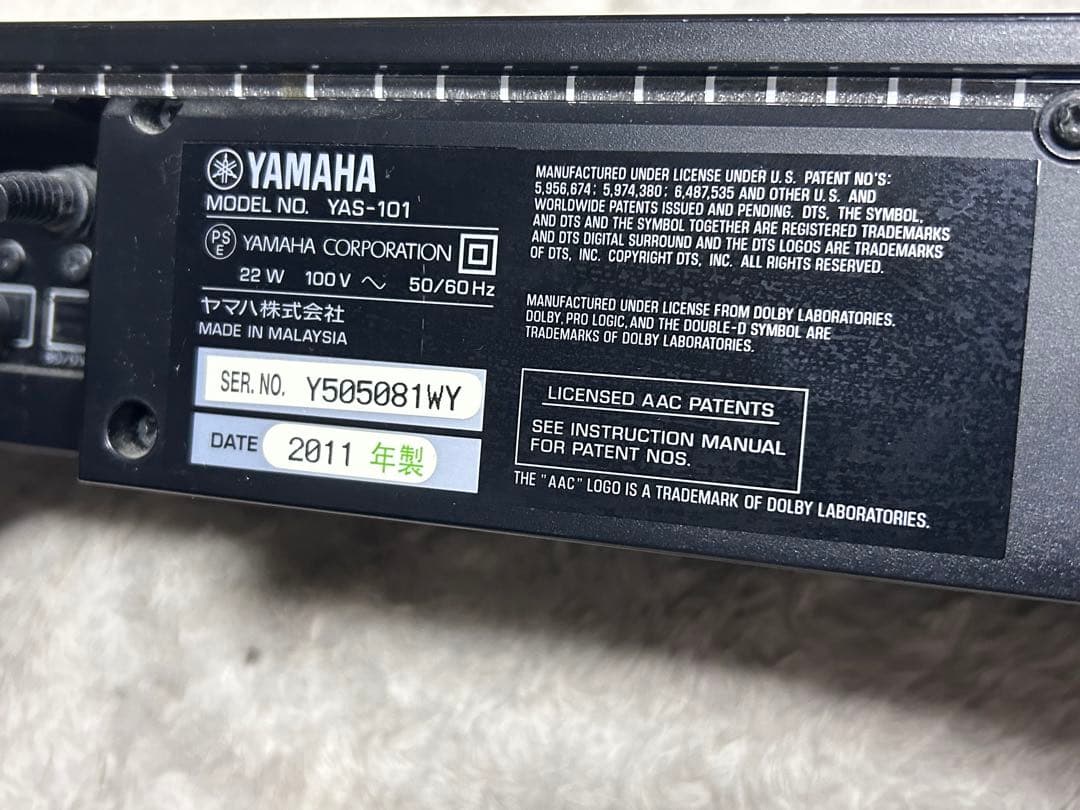 YAMAHA
MODEL NO. YAS-101
PS
E
YAMAHA CORPORATION
22 W 100 V ～ 50/60 Hz
ヤマハ株式会社
MADE IN MALAYSIA
SER. NO. Y505081WY
DATE 2011 年製
MANUFACTURED UNDER LICENSE UNDER U.S. PATENT NO'S:
5,956,674; 5,974,380; 6,487,535 AND OTHER U.S. AND
WORLDWIDE PATENTS ISSUED AND PENDING. DTS, THE SYMBOL,
AND DTS AND THE SYMBOL TOGETHER ARE REGISTERED TRADEMARKS
AND DTS DIGITAL SURROUND AND THE DTS LOGOS ARE TRADEMARKS
OF DTS, INC. COPYRIGHT DTS, INC. ALL RIGHTS RESERVED.
MANUFACTURED UNDER LICENSE FROM DOLBY LABORATORIES.
DOLBY, PRO LOGIC, AND THE DOUBLE-D SYMBOL ARE
TRADEMARKS OF DOLBY LABORATORIES.
LICENSED AAC PATENTS
SEE INSTRUCTION MANUAL
FOR PATENT NOS.
THE "AAC" LOGO IS A TRADEMARK OF DOLBY LABORATORIES.